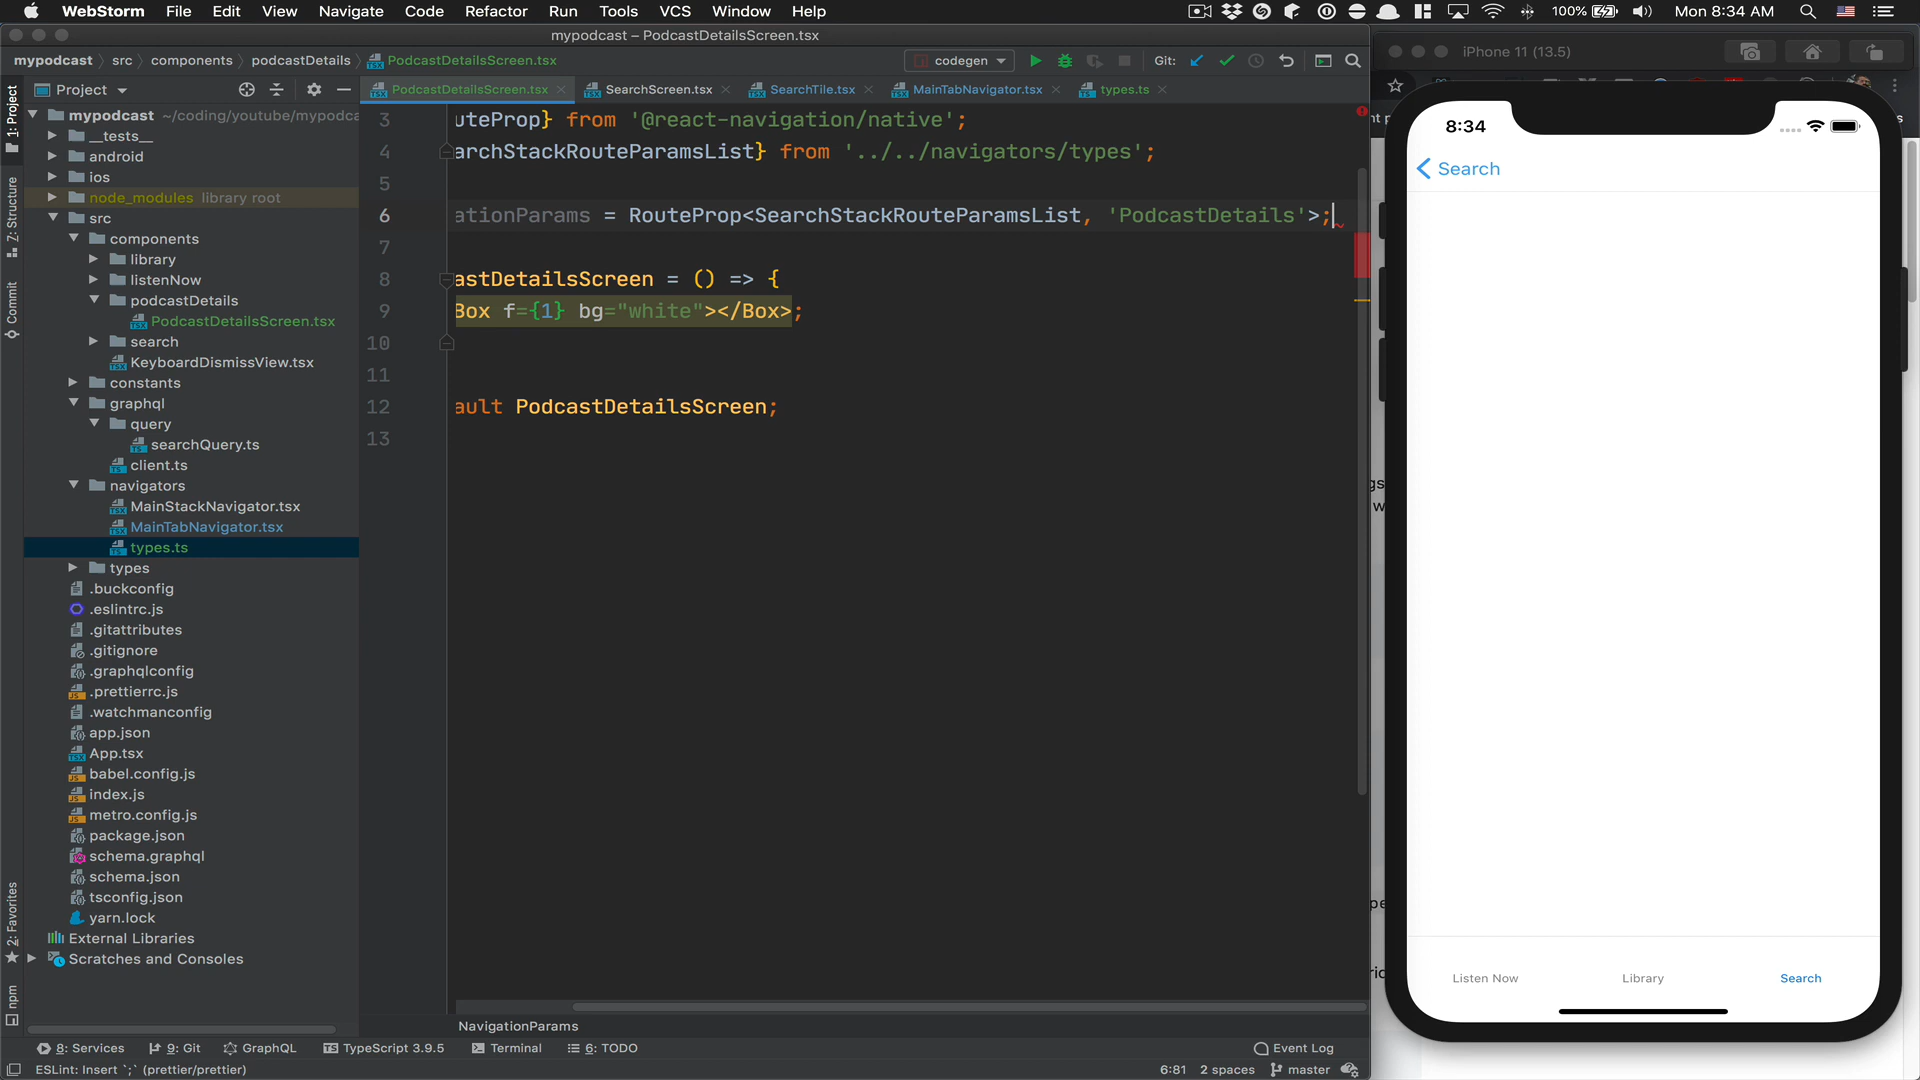 WebStorm File Edit View Navigate Code Refactor Run Tools VCS Window Help 100% Mon 8:34 AM
mypodcast – PodcastDetailsScreen.tsx
mypodcast src components podcastDetails PodcastDetailsScreen.tsx codegen Git:
Project PodcastDetailsScreen.tsx SearchScreen.tsx SearchTile.tsx MainTabNavigator.tsx types.ts
1: Project
Z: Structure
Commit
2: Favorites
npm
mypodcast ~/coding/youtube/mypodca
__tests__
android
ios
node_modules library root
src
components
library
listenNow
podcastDetails
PodcastDetailsScreen.tsx
search
KeyboardDismissView.tsx
constants
graphql
query
searchQuery.ts
client.ts
navigators
MainStackNavigator.tsx
MainTabNavigator.tsx
types.ts
types
.buckconfig
.eslintrc.js
.gitattributes
.gitignore
.graphqlconfig
.prettierrc.js
.watchmanconfig
app.json
App.tsx
babel.config.js
index.js
metro.config.js
package.json
schema.graphql
schema.json
tsconfig.json
yarn.lock
External Libraries
Scratches and Consoles
3 uteProp} from '@react-navigation/native';
4 archStackRouteParamsList} from '../../navigators/types';
5
6 ationParams = RouteProp<SearchStackRouteParamsList, 'PodcastDetails'>;
7
8 astDetailsScreen = () => {
9 Box f={1} bg="white"></Box>;
10
11
12 ault PodcastDetailsScreen;
13
NavigationParams
8: Services 9: Git GraphQL TypeScript 3.9.5 Terminal 6: TODO Event Log
ESLint: Insert `;` (prettier/prettier) 6:81 2 spaces master
iPhone 11 (13.5)
8:34
Search
Listen Now Library Search